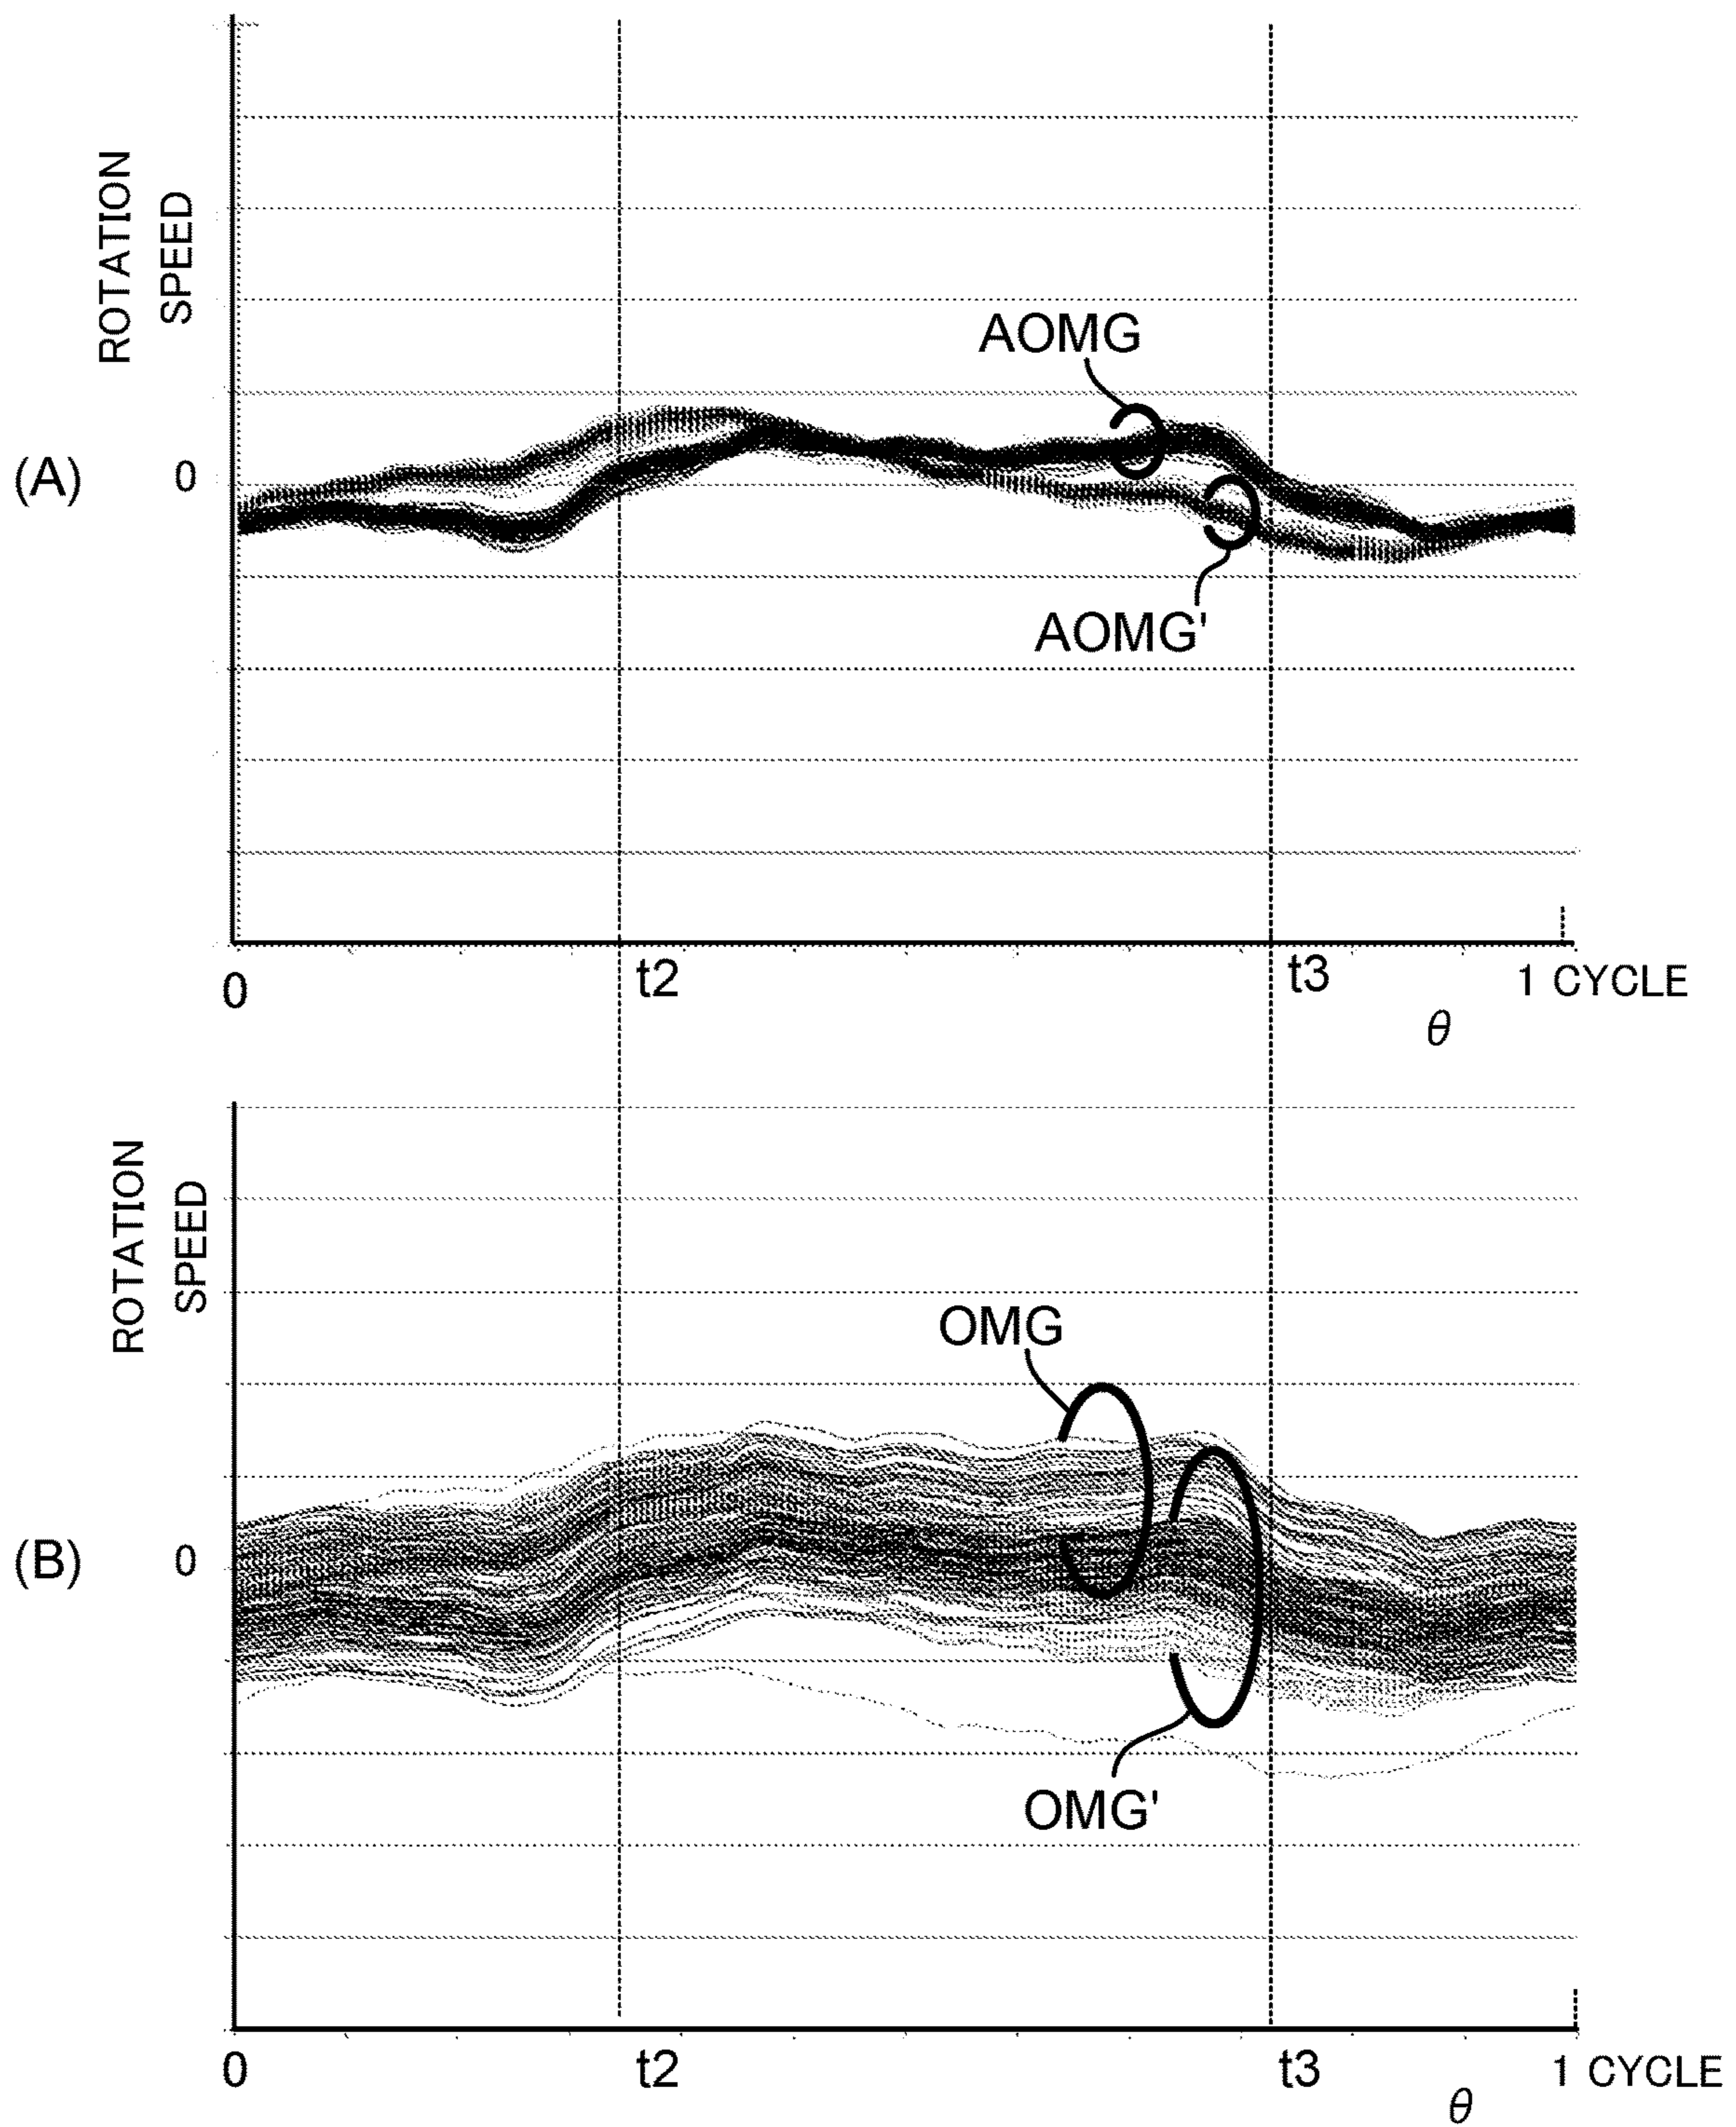 ROTATION
SPEED
(A)
0
AOMG
AOMG'
0
t2
t3
1 CYCLE
θ
ROTATION
SPEED
(B)
0
OMG
OMG'
0
t2
t3
1 CYCLE
θ